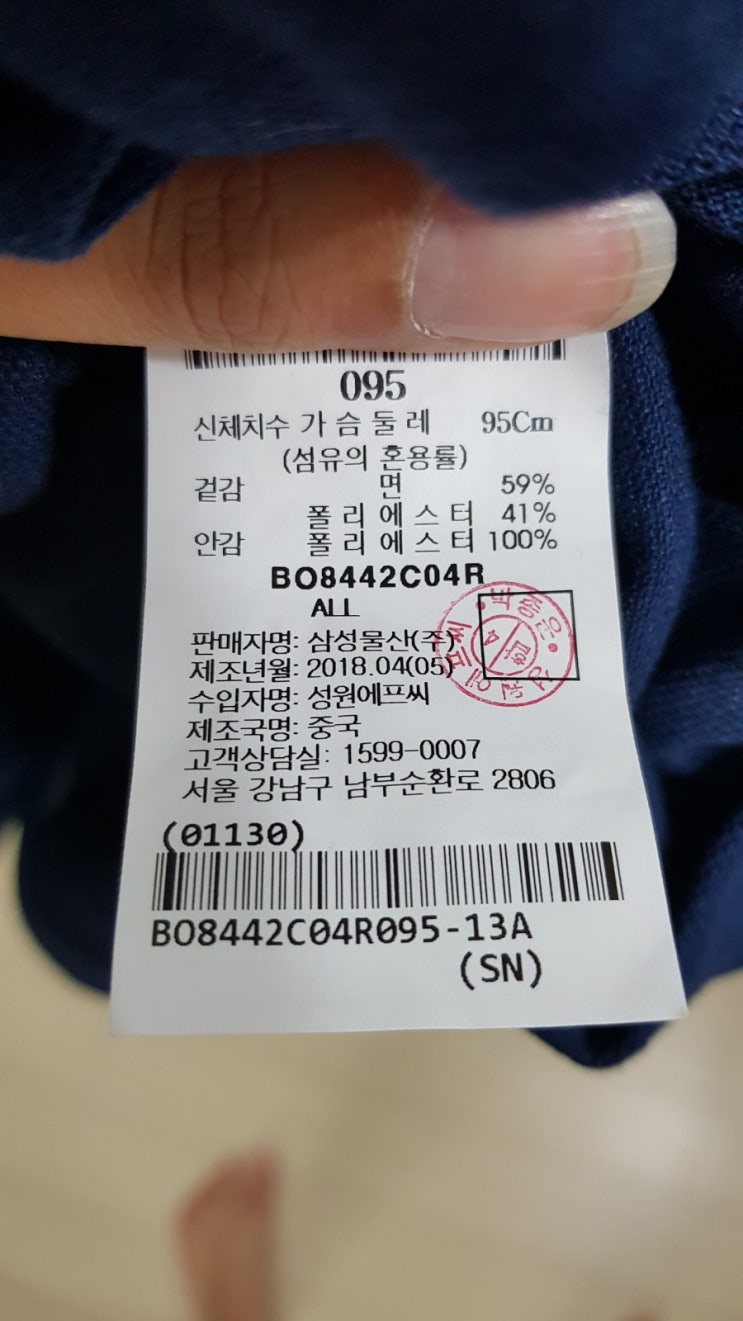 095
신체치수 가 슴 둘 레 95Cm
(섬유의 혼용률)
겉감 면 59%
폴 리 에 스 터 41%
안감 폴 리 에 스 터 100%
BO8442C04R
ALL
판매자명: 삼성물산(주)
제조년월: 2018.04(05)
수입자명: 성원에프씨
제조국명: 중국
고객상담실: 1599-0007
서울 강남구 남부순환로 2806
(01130)
BO8442C04R095-13A
(SN)